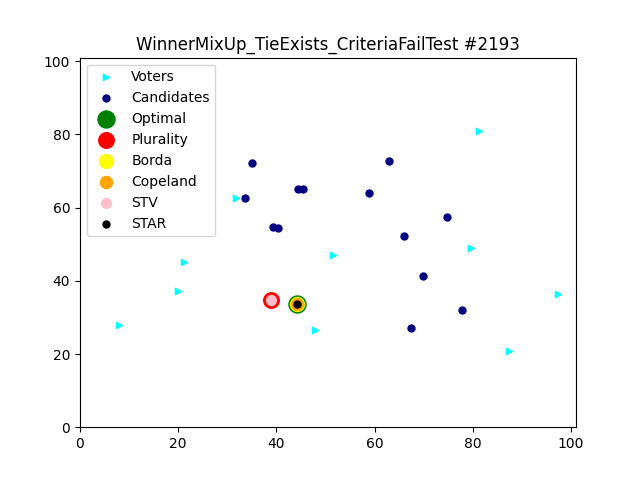 WinnerMixUp_TieExists_CriteriaFailTest #2193
100
80
60
40
20
0
Voters
Candidates
Optimal
Plurality
Borda
Copeland
STV
STAR
0 20 40 60 80 100